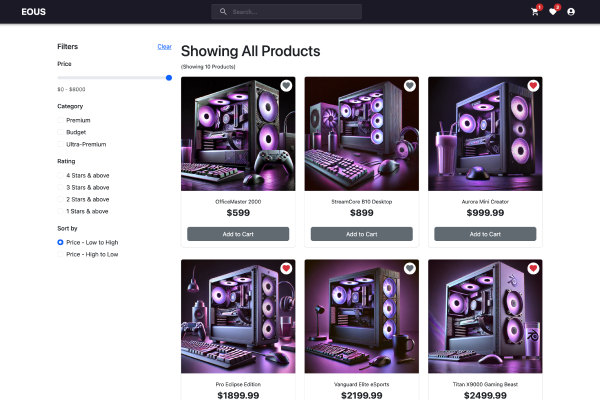 EOUS
Search...
1
3
Filters
Clear
Price
$0 - $8000
Category
Premium
Budget
Ultra-Premium
Rating
4 Stars & above
3 Stars & above
2 Stars & above
1 Stars & above
Sort by
Price - Low to High
Price - High to Low
Showing All Products
(Showing 10 Products)
OfficeMaster 2000
$599
Add to Cart
StreamCore B10 Desktop
$899
Add to Cart
Aurora Mini Creator
$999.99
Add to Cart
Pro Eclipse Edition
$1899.99
Vanguard Elite eSports
$2199.99
Titan X9000 Gaming Beast
$2499.99